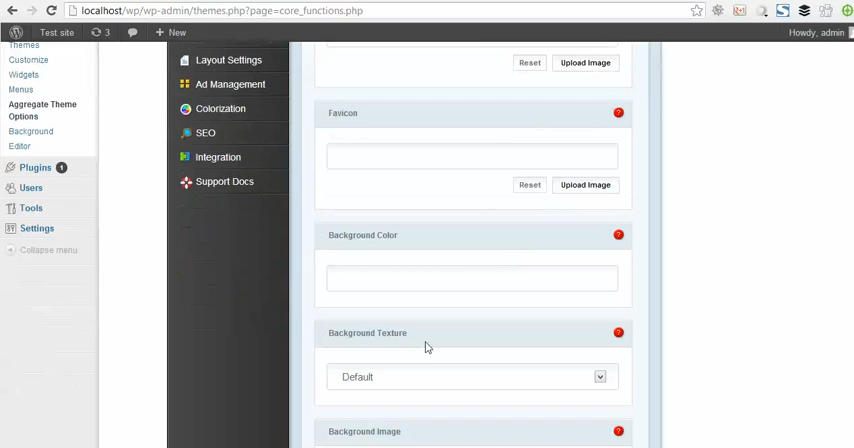 localhost/wp/wp-admin/themes.php?page=core_functions.php
Test site 3 + New Howdy, admin
Themes
Customize
Widgets
Menus
Aggregate Theme
Options
Background
Editor
Plugins 1
Users
Tools
Settings
Collapse menu
Layout Settings
Ad Management
Colorization
SEO
Integration
Support Docs
Reset Upload Image
Favicon ?
Reset Upload Image
Background Color ?
Background Texture ?
Default
Background Image ?